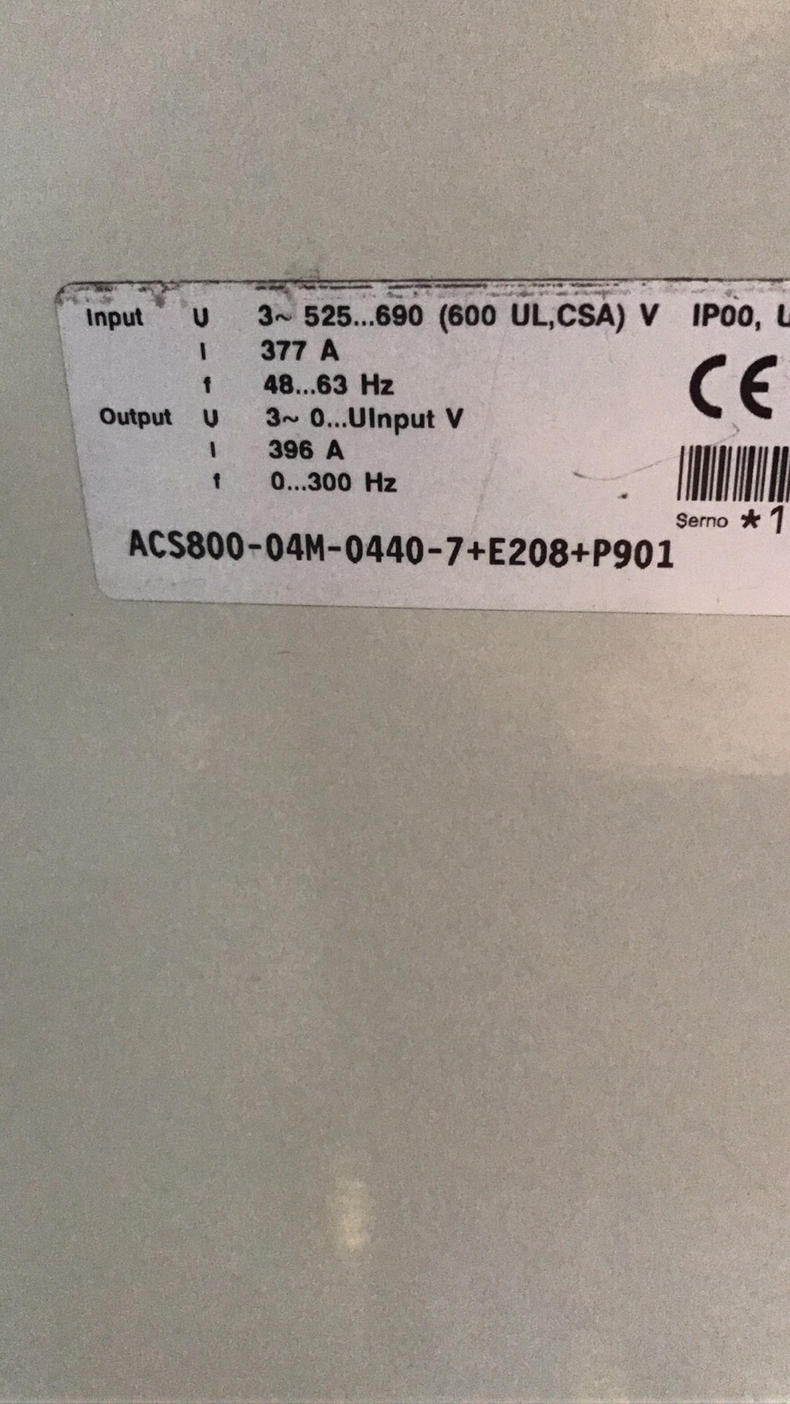 Input U 3~ 525...690 (600 UL,CSA) V IP00,
I 377 A
f 48...63 Hz
CE
Output U 3~ 0...UInput V
I 396 A
f 0...300 Hz
Serno *1
ACS800-04M-0440-7+E208+P901